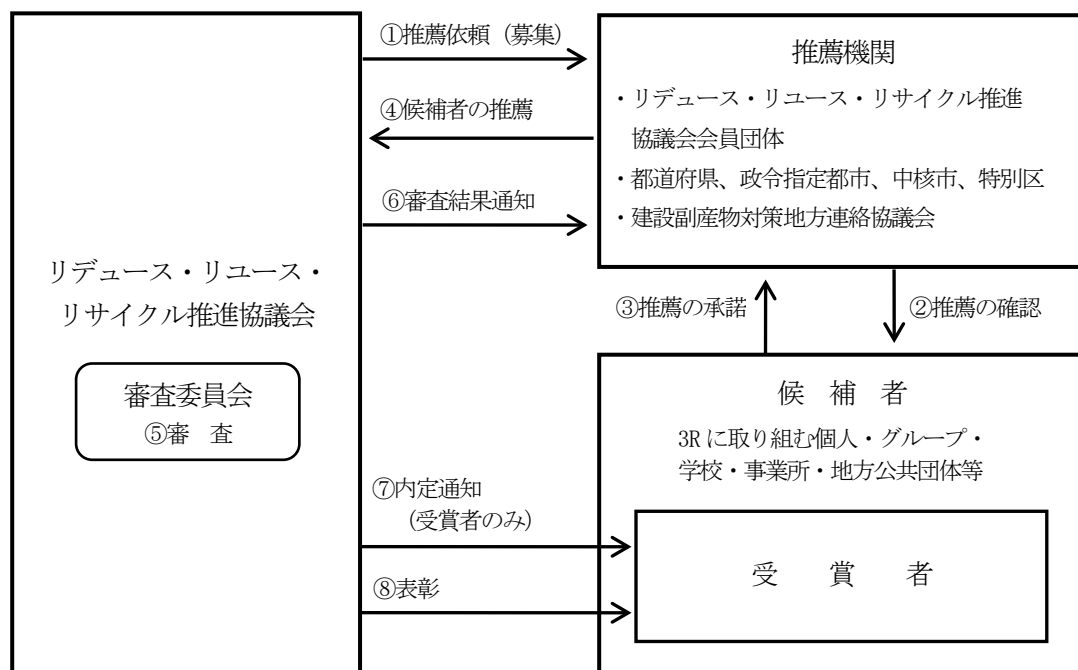 ①推薦依頼（募集）
推薦機関
・リデュース・リユース・リサイクル推進
協議会会員団体
・都道府県、政令指定都市、中核市、特別区
・建設副産物対策地方連絡協議会
④候補者の推薦
⑥審査結果通知
リデュース・リユース・
リサイクル推進協議会
審査委員会
⑤審　査
③推薦の承諾
②推薦の確認
候　補　者
3Rに取り組む個人・グループ・
学校・事業所・地方公共団体等
⑦内定通知
（受賞者のみ）
受　賞　者
⑧表彰